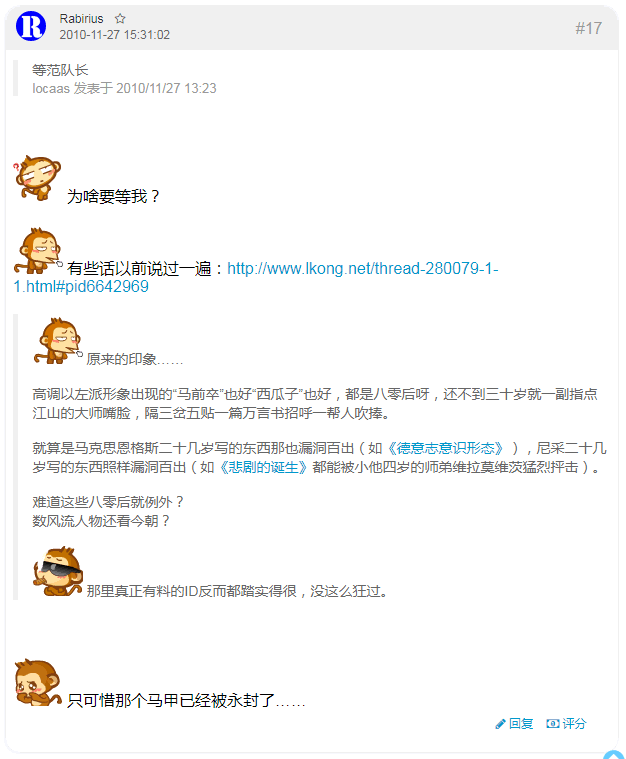 R
Rabirius ☆
2010-11-27 15:31:02
#17
等范队长
locaas 发表于 2010/11/27 13:23
?
为啥要等我？
有些话以前说过一遍：http://www.lkong.net/thread-280079-1-
1.html#pid6642969
原来的印象……
高调以左派形象出现的“马前卒”也好“西瓜子”也好，都是八零后呀，还不到三十岁就一副指点
江山的大师嘴脸，隔三岔五贴一篇万言书招呼一帮人吹捧。
就算是马克思恩格斯二十几岁写的东西那也漏洞百出（如《德意志意识形态》），尼采二十几
岁写的东西照样漏洞百出（如《悲剧的诞生》都能被小他四岁的师弟维拉莫维茨猛烈抨击）。
难道这些八零后就例外？
数风流人物还看今朝？
那里真正有料的ID反而都踏实得很，没这么狂过。
只可惜那个马甲已经被永封了……
回复 评分